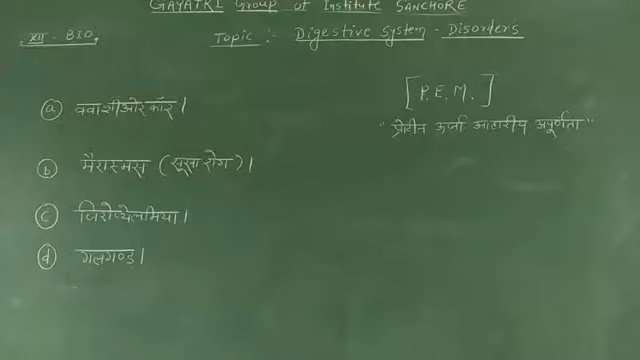 GAYATRI Group of Institute SANCHORE
XII - BIO.
Topic :- Digestive system - Disorders
[P.E.M.]
"प्रोटीन ऊर्जा आहारीय अपूर्णता"
(a) क्वाशीओरकॉर।
(b) मैरास्मस (सूखा रोग)।
(c) जिरोप्थेलमिया।
(d) गलगण्ड।